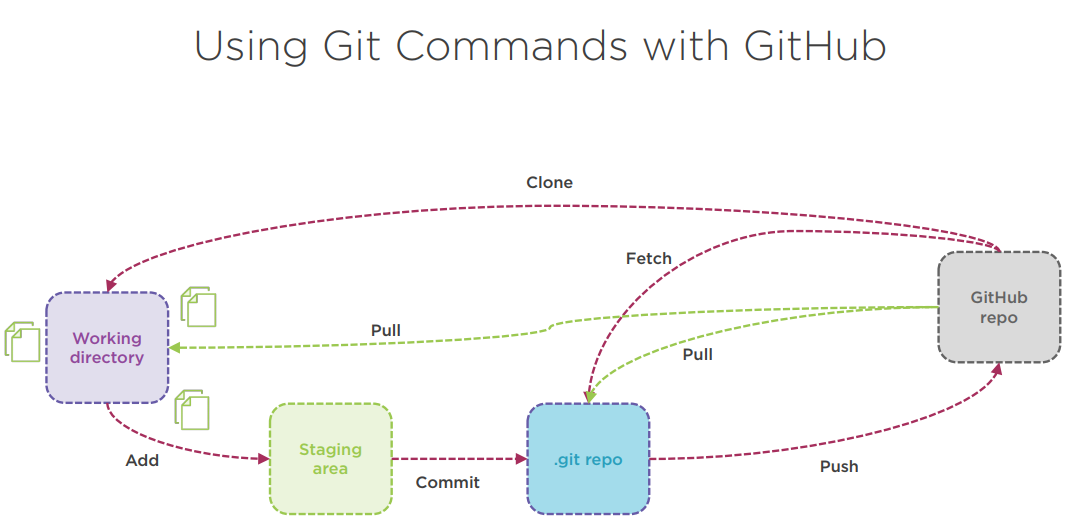 Using Git Commands with GitHub
Clone
Fetch
GitHub
repo
Pull
Working
directory
Pull
Staging
area
.git repo
Add
Commit
Push